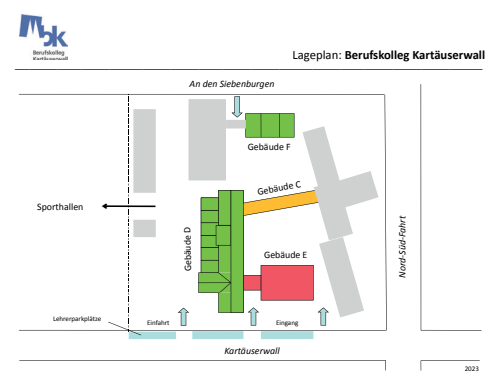 bk
Berufskolleg
Kartäuserwall
Lageplan: Berufskolleg Kartäuserwall
An den Siebenburgen
Gebäude F
Gebäude C
Sporthallen
Gebäude D
Nord-Süd-Fahrt
Gebäude E
Lehrerparkplätze
Einfahrt
Eingang
Kartäuserwall
2023